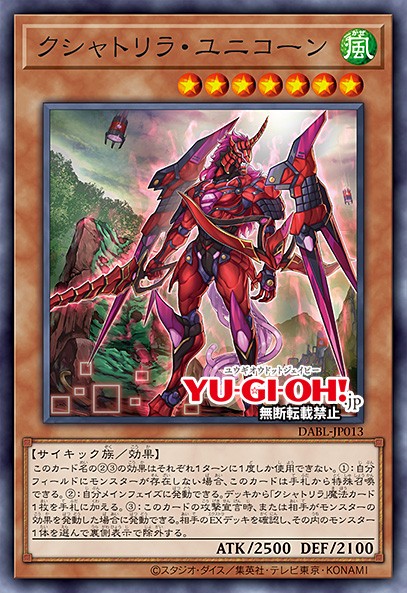 クシャトリラ・ユニコーン
かぜ
風
ユウギオウドットジェイピー
YU-GI-OH!.jp
無断転載禁止
DABL-JP013
【サイキック族/効果】
このカード名の②③の効果はそれぞれ1ターンに1度しか使用できない。①:自分
フィールドにモンスターが存在しない場合、このカードは手札から特殊召喚
できる。②:自分メインフェイズに発動できる。デッキから「クシャトリラ」魔法カード
1枚を手札に加える。③:このカードの攻撃宣言時、または相手がモンスターの
効果を発動した場合に発動できる。相手のEXデッキを確認し、その内のモンスター
1体を選んで裏側表示で除外する。
ATK/2500 DEF/2100
©スタジオ・ダイス/集英社・テレビ東京・KONAMI